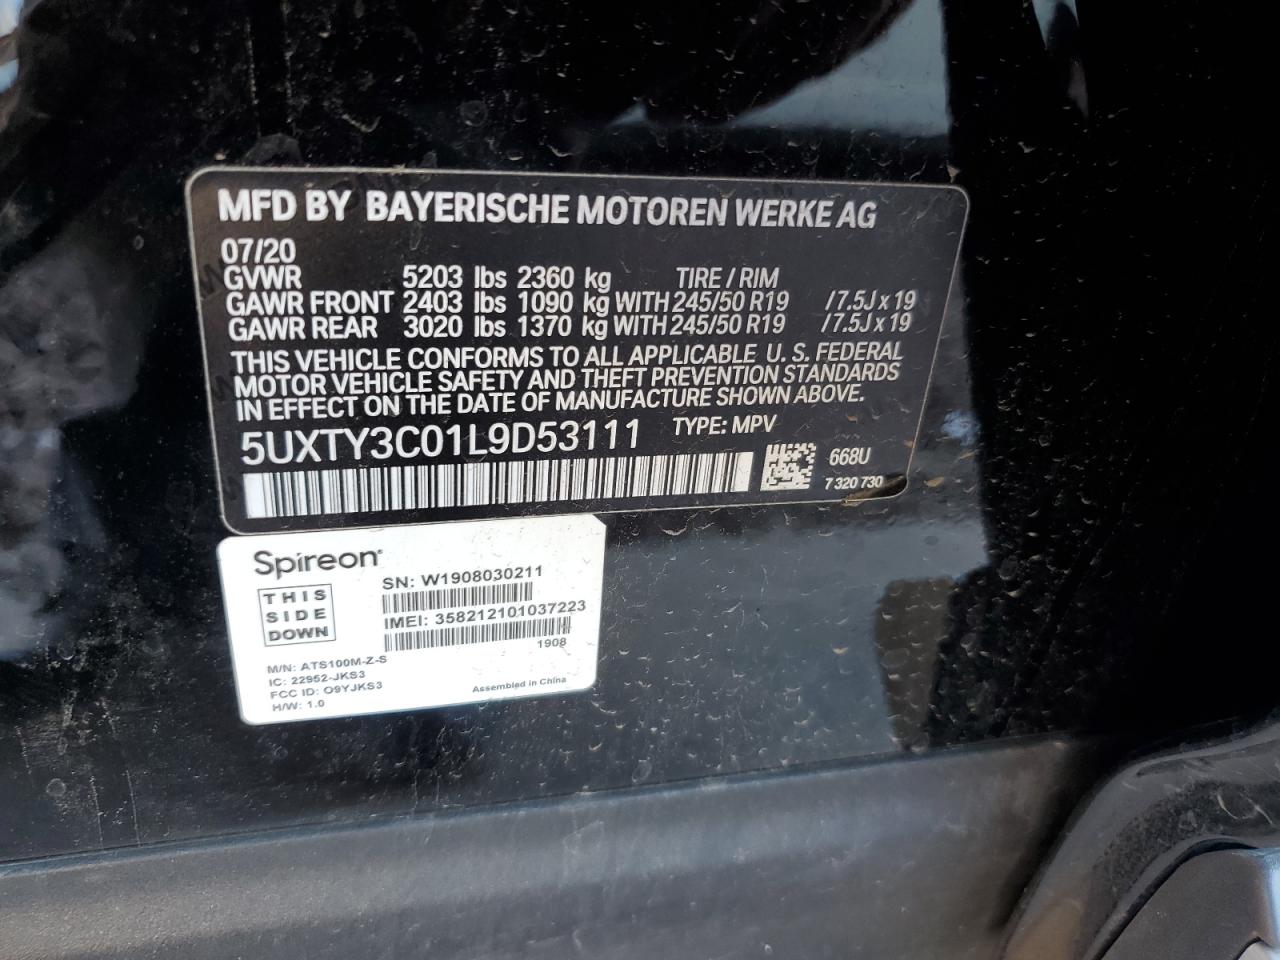 MFD BY BAYERISCHE MOTOREN WERKE AG
07/20
GVWR 5203 lbs 2360 kg TIRE / RIM
GAWR FRONT 2403 lbs 1090 kg WITH 245/50 R19 /7.5J x 19
GAWR REAR 3020 lbs 1370 kg WITH 245/50 R19 /7.5J x 19
THIS VEHICLE CONFORMS TO ALL APPLICABLE U. S. FEDERAL
MOTOR VEHICLE SAFETY AND THEFT PREVENTION STANDARDS
IN EFFECT ON THE DATE OF MANUFACTURE SHOWN ABOVE.
5UXTY3C01L9D53111 TYPE: MPV
668U
7 320 730
Spireon
THIS
SIDE
DOWN
SN: W1908030211
IMEI: 358212101037223
1908
M/N: ATS100M-Z-S
IC: 22952-JKS3
FCC ID: O9YJKS3
H/W: 1.0
Assembled in China